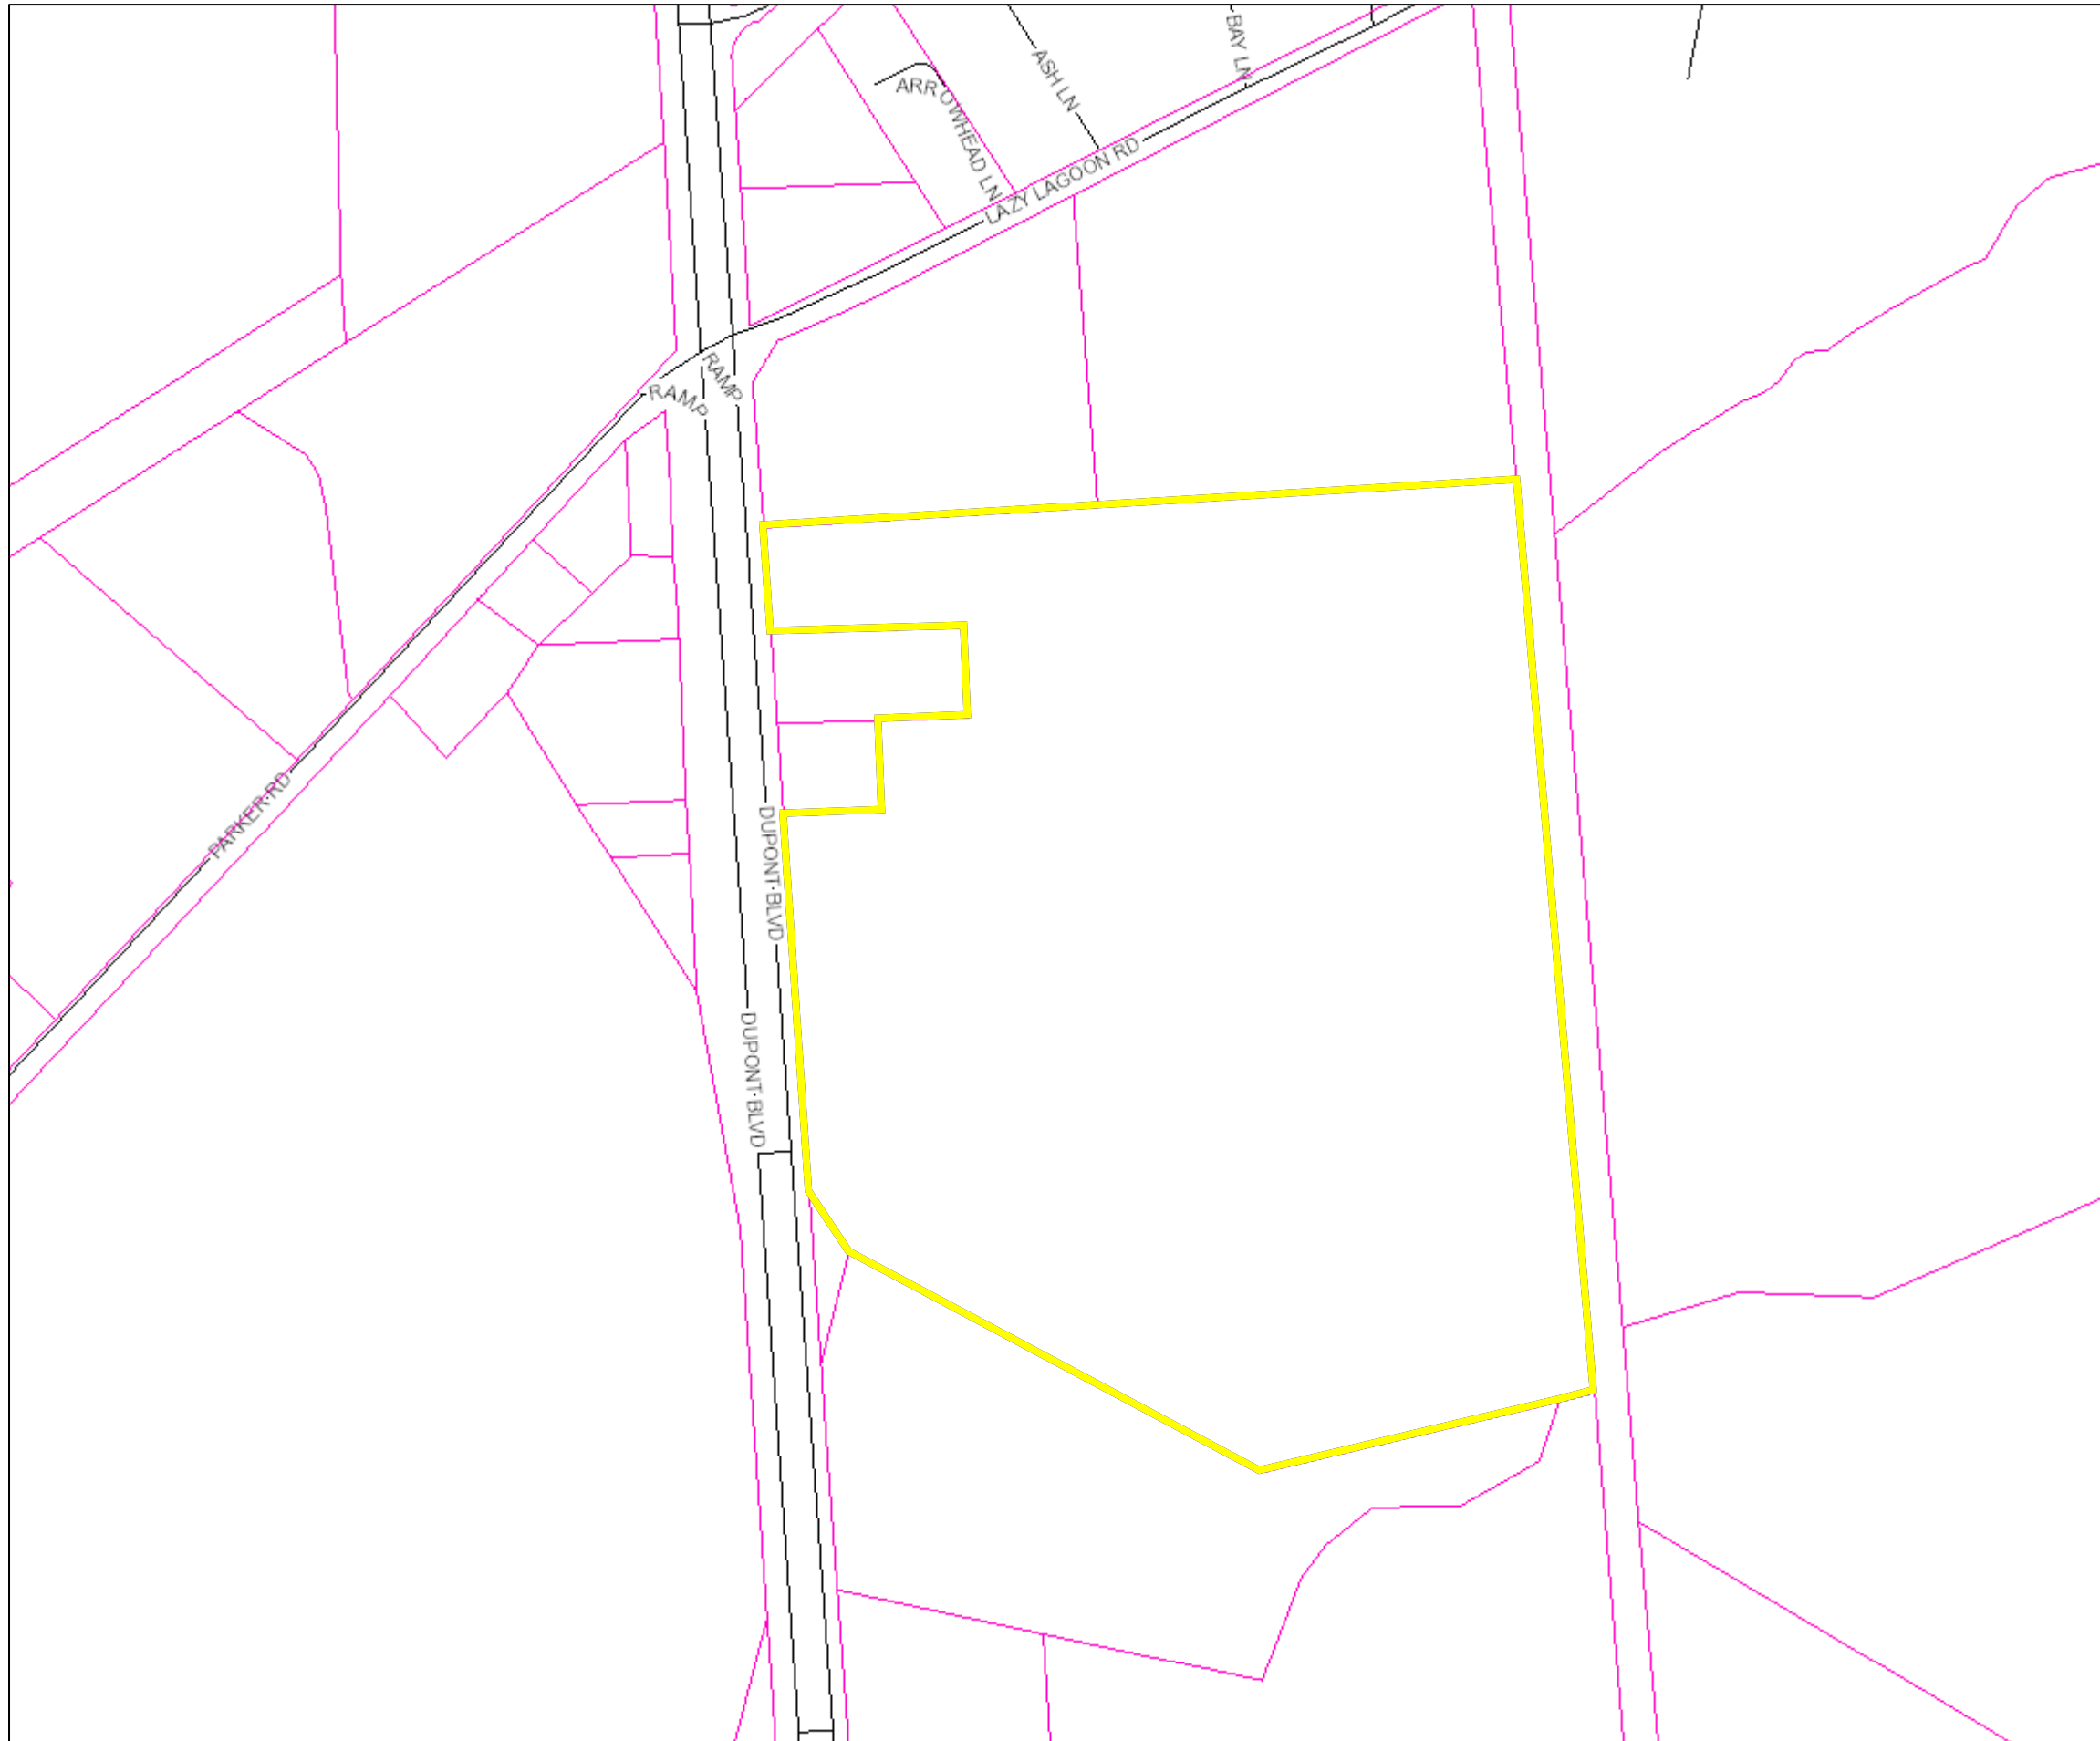 BAY LN
ASH LN
ARROWHEAD LN
LAZY LAGOON RD
RAMP
RAMP
PARKER RD
DUPONT BLVD
DUPONT BLVD